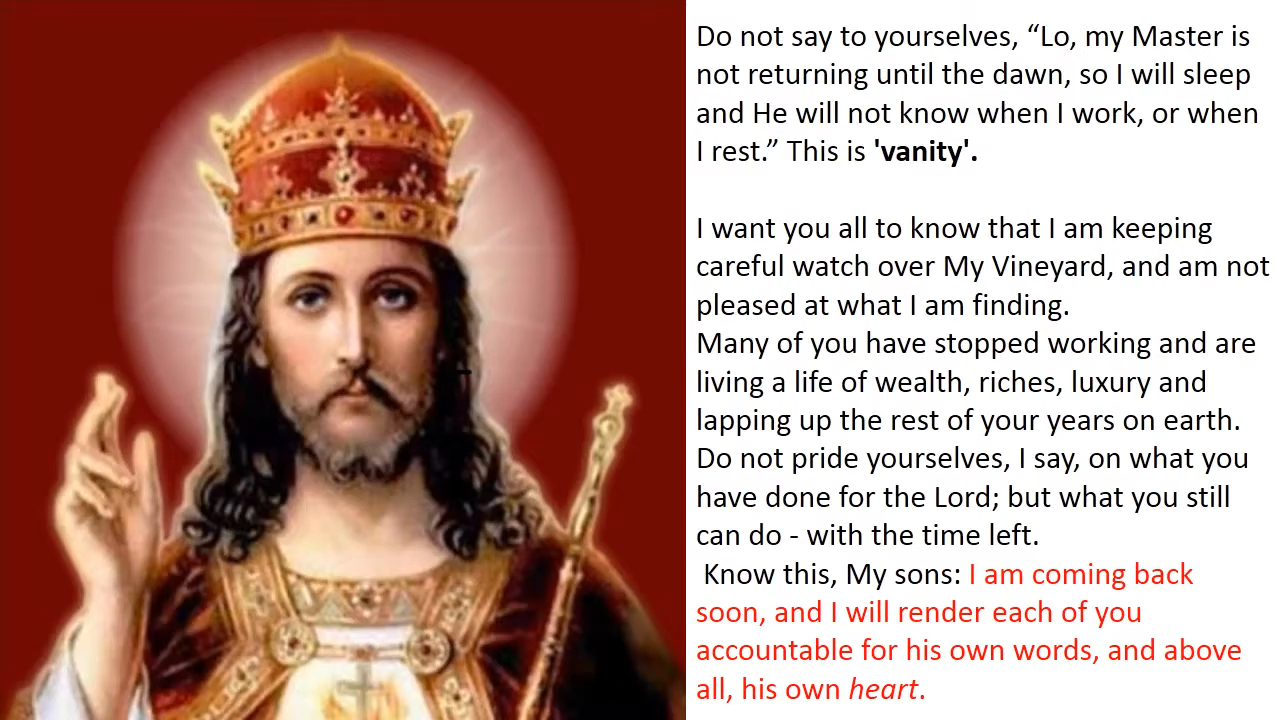 Do not say to yourselves, “Lo, my Master is
not returning until the dawn, so I will sleep
and He will not know when I work, or when
I rest.” This is 'vanity'.
I want you all to know that I am keeping
careful watch over My Vineyard, and am not
pleased at what I am finding.
Many of you have stopped working and are
living a life of wealth, riches, luxury and
lapping up the rest of your years on earth.
Do not pride yourselves, I say, on what you
have done for the Lord; but what you still
can do - with the time left.
Know this, My sons: I am coming back
soon, and I will render each of you
accountable for his own words, and above
all, his own heart.